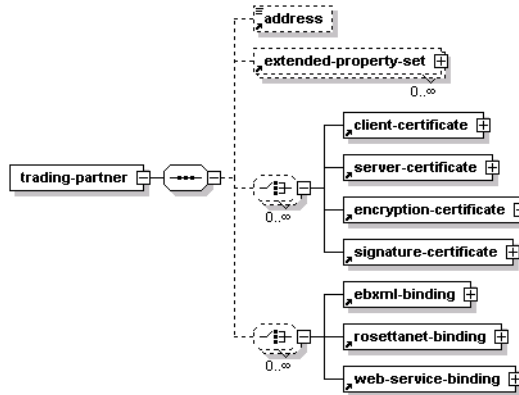 address
extended-property-set
0..∞
client-certificate
server-certificate
trading-partner
encryption-certificate
0..∞
signature-certificate
ebxml-binding
rosettanet-binding
0..∞
web-service-binding